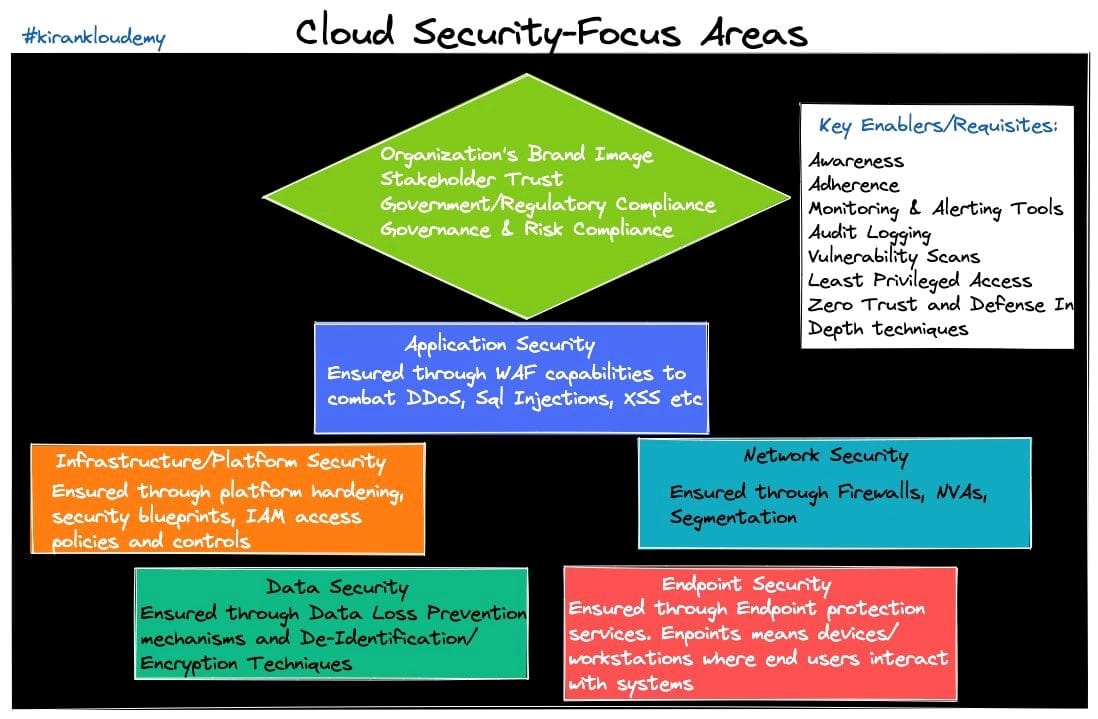 #kirankloudemy
Cloud Security-Focus Areas
Organization's Brand Image
Stakeholder Trust
Government/Regulatory Compliance
Governance & Risk Compliance
Key Enablers/Requisites:
Awareness
Adherence
Monitoring & Alerting Tools
Audit Logging
Vulnerability Scans
Least Privileged Access
Zero Trust and Defense In
Depth techniques
Application Security
Ensured through WAF capabilities to
combat DDoS, Sql Injections, XSS etc
Infrastructure/Platform Security
Ensured through platform hardening,
security blueprints, IAM access
policies and controls
Network Security
Ensured through Firewalls, NVAs,
Segmentation
Data Security
Ensured through Data Loss Prevention
mechanisms and De-Identification/
Encryption Techniques
Endpoint Security
Ensured through Endpoint protection
services. Enpoints means devices/
workstations where end users interact
with systems